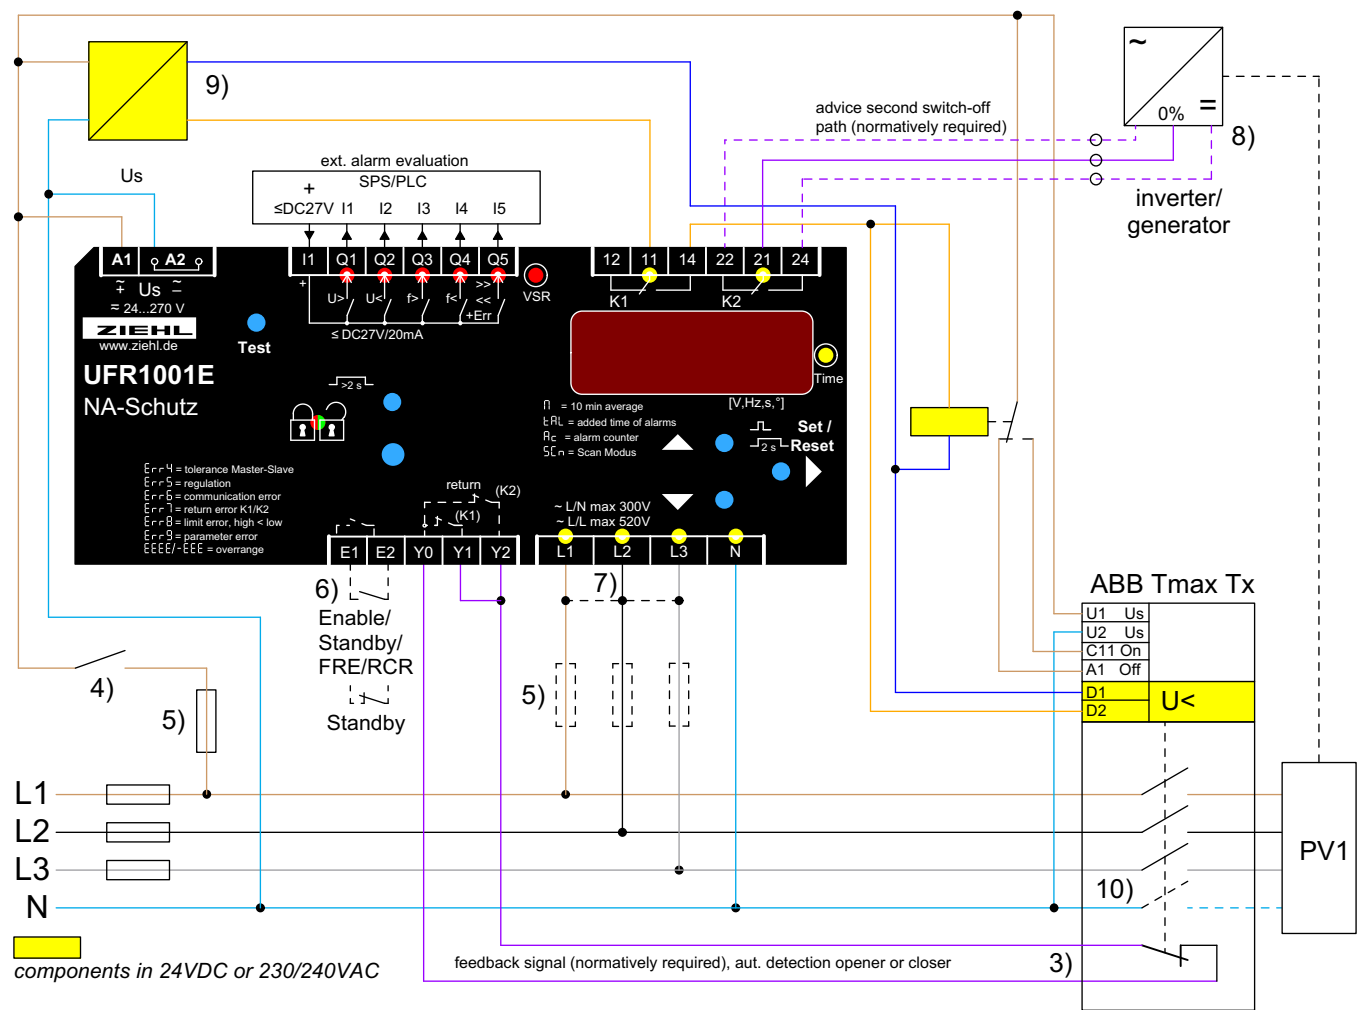 9)
~
0%
=
8)
advice second switch-off
path (normatively required)
inverter/
generator
ext. alarm evaluation
SPS/PLC
+
≤DC27V I1 I2 I3 I4 I5
Us
A1 A2
I1 Q1 Q2 Q3 Q4 Q5
12 11 14 22 21 24
~ + Us ~ –
≂ 24...270 V
+ U> U< f> f< >> <<
+Err
VSR
K1 K2
≤ DC27V/20mA
ZIEHL
www.ziehl.de
Test
UFR1001E
NA-Schutz
>2 s
Time
[V,Hz,s,°]
n = 10 min average
tAL = added time of alarms
Ac = alarm counter
SCn = Scan Modus
2 s
Set /
Reset
Err4 = tolerance Master-Slave
Err5 = regulation
Err6 = communication error
Err7 = return error K1/K2
Err8 = limit error, high < low
Err9 = parameter error
EEEE/-EEE = overrange
return (K2)
(K1)
~ L/N max 300V
~ L/L max 520V
E1 E2 Y0 Y1 Y2 L1 L2 L3 N
6)
7)
Enable/
Standby/
FRE/RCR
Standby
ABB Tmax Tx
U1 Us
U2 Us
C11 On
A1 Off
D1
D2
U<
4)
5)
5)
L1
L2
L3
N
10)
PV1
3)
feedback signal (normatively required), aut. detection opener or closer
components in 24VDC or 230/240VAC